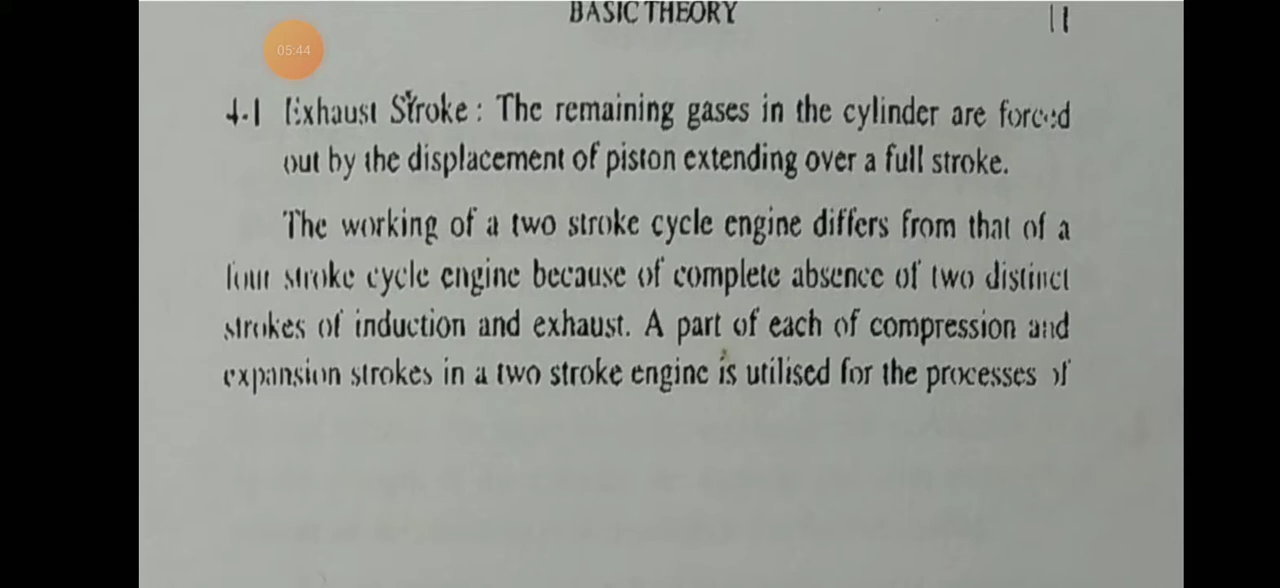 BASIC THEORY 11
05:44
4-1 Exhaust Stroke : The remaining gases in the cylinder are forced
out by the displacement of piston extending over a full stroke.
The working of a two stroke cycle engine differs from that of a
four stroke cycle engine because of complete absence of two distinct
strokes of induction and exhaust. A part of each of compression and
expansion strokes in a two stroke engine is utilised for the processes of